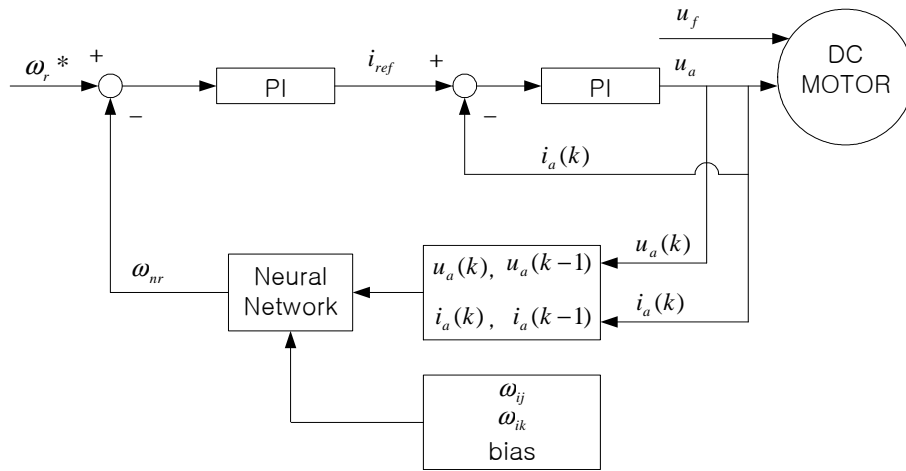 u_f
ω_r *
+
PI
i_ref
+
PI
u_a
DC
MOTOR
−
−
i_a(k)
ω_nr
Neural
Network
u_a(k), u_a(k−1)
i_a(k), i_a(k−1)
u_a(k)
i_a(k)
ω_ij
ω_ik
bias